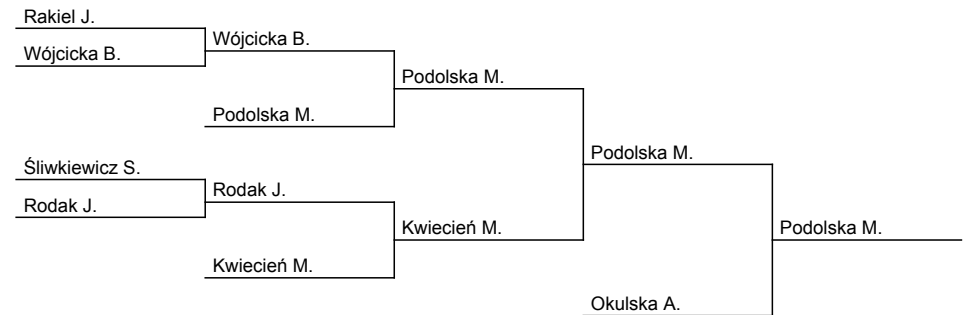 Rakiel J.
Wójcicka B.
Wójcicka B.
Podolska M.
Podolska M.
Podolska M.
Śliwkiewicz S.
Rodak J.
Rodak J.
Kwiecień M.
Podolska M.
Kwiecień M.
Okulska A.